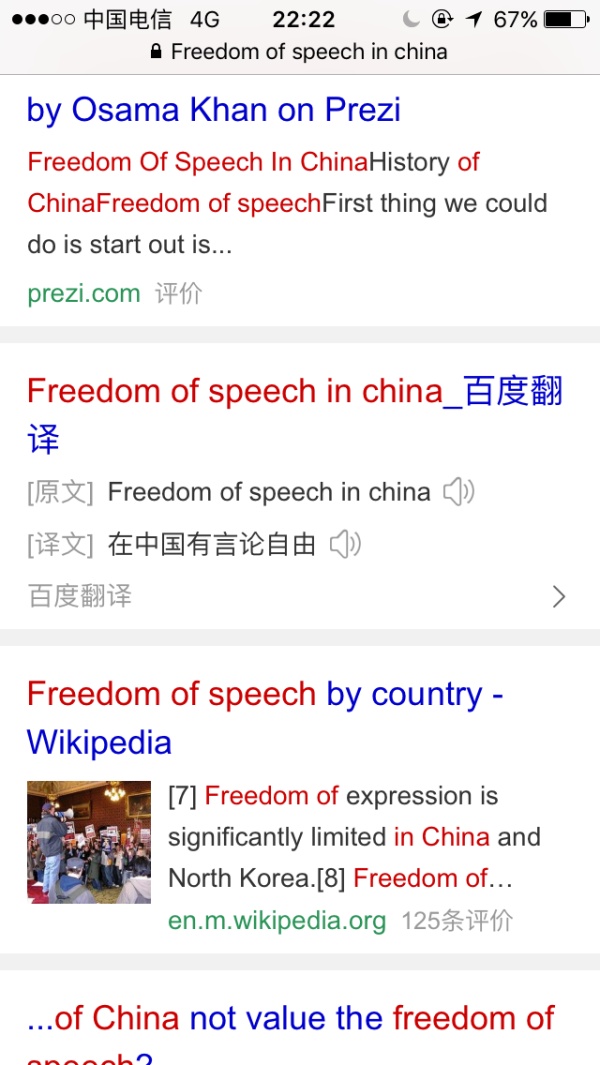 中国电信 4G 22:22 67%
Freedom of speech in china
by Osama Khan on Prezi
Freedom Of Speech In ChinaHistory of
ChinaFreedom of speechFirst thing we could
do is start out is...
prezi.com 评价
Freedom of speech in china_百度翻
译
[原文] Freedom of speech in china
[译文] 在中国有言论自由
百度翻译
Freedom of speech by country -
Wikipedia
[7] Freedom of expression is
significantly limited in China and
North Korea.[8] Freedom of...
en.m.wikipedia.org 125条评价
...of China not value the freedom of
speech?